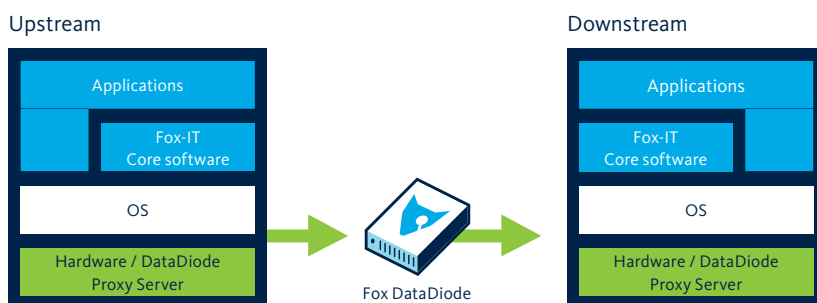 Upstream
Downstream
Applications
Fox-IT
Core software
OS
Hardware / DataDiode
Proxy Server
Fox DataDiode
Applications
Fox-IT
Core software
OS
Hardware / DataDiode
Proxy Server